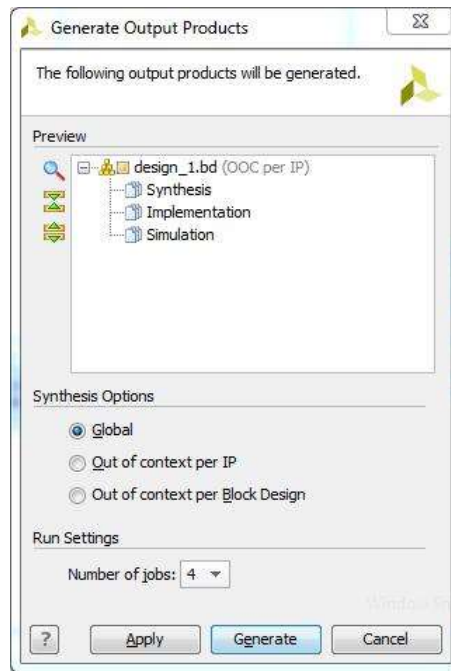 Generate Output Products
The following output products will be generated.
Preview
design_1.bd (OOC per IP)
Synthesis
Implementation
Simulation
Synthesis Options
Global
Out of context per IP
Out of context per Block Design
Run Settings
Number of jobs: 4
?
Apply
Generate
Cancel